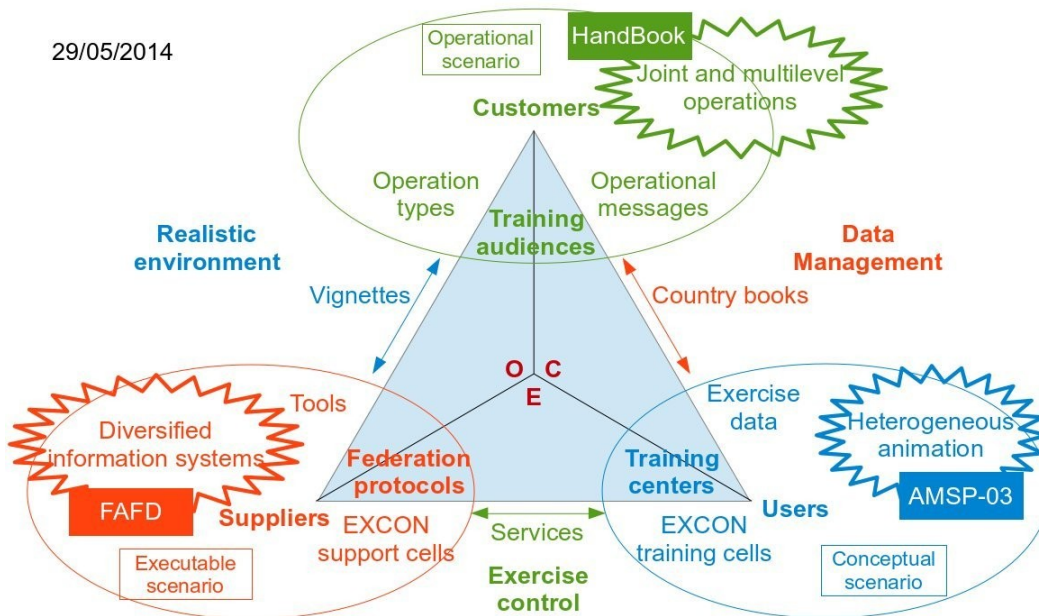 29/05/2014
Operational
scenario
HandBook
Joint and multilevel
operations
Customers
Operation
types
Operational
messages
Training
audiences
Realistic
environment
Data
Management
Vignettes
Country books
O C
E
Tools
Exercise
data
Diversified
information systems
Heterogeneous
animation
Federation
protocols
Training
centers
FAFD
AMSP-03
Suppliers
Users
EXCON
support cells
Services
EXCON
training cells
Executable
scenario
Conceptual
scenario
Exercise
control